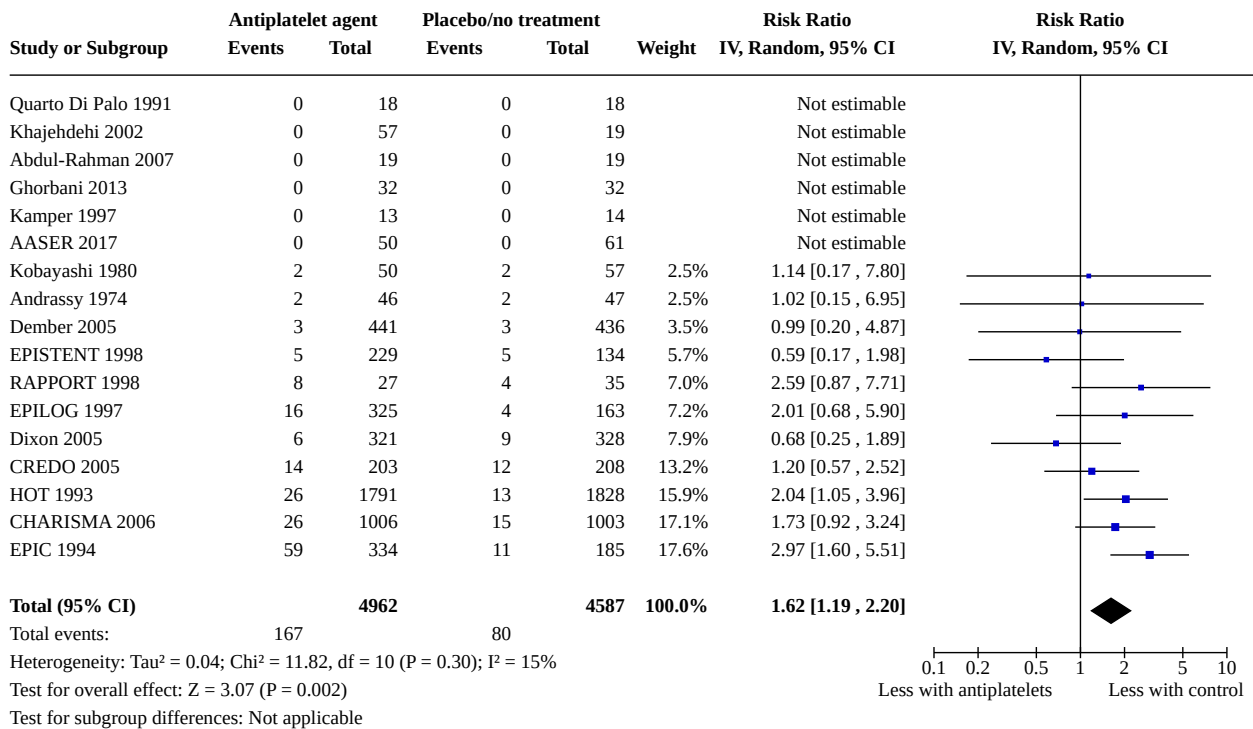 Antiplatelet agent Placebo/no treatment Risk Ratio Risk Ratio
Study or Subgroup Events Total Events Total Weight IV, Random, 95% CI IV, Random, 95% CI
Quarto Di Palo 1991 0 18 0 18 Not estimable
Khajehdehi 2002 0 57 0 19 Not estimable
Abdul-Rahman 2007 0 19 0 19 Not estimable
Ghorbani 2013 0 32 0 32 Not estimable
Kamper 1997 0 13 0 14 Not estimable
AASER 2017 0 50 0 61 Not estimable
Kobayashi 1980 2 50 2 57 2.5% 1.14 [0.17 , 7.80]
Andrassy 1974 2 46 2 47 2.5% 1.02 [0.15 , 6.95]
Dember 2005 3 441 3 436 3.5% 0.99 [0.20 , 4.87]
EPISTENT 1998 5 229 5 134 5.7% 0.59 [0.17 , 1.98]
RAPPORT 1998 8 27 4 35 7.0% 2.59 [0.87 , 7.71]
EPILOG 1997 16 325 4 163 7.2% 2.01 [0.68 , 5.90]
Dixon 2005 6 321 9 328 7.9% 0.68 [0.25 , 1.89]
CREDO 2005 14 203 12 208 13.2% 1.20 [0.57 , 2.52]
HOT 1993 26 1791 13 1828 15.9% 2.04 [1.05 , 3.96]
CHARISMA 2006 26 1006 15 1003 17.1% 1.73 [0.92 , 3.24]
EPIC 1994 59 334 11 185 17.6% 2.97 [1.60 , 5.51]
Total (95% CI) 4962 4587 100.0% 1.62 [1.19 , 2.20]
Total events: 167 80
Heterogeneity: Tau² = 0.04; Chi² = 11.82, df = 10 (P = 0.30); I² = 15%
Test for overall effect: Z = 3.07 (P = 0.002)
Test for subgroup differences: Not applicable
0.1 0.2 0.5 1 2 5 10
Less with antiplatelets Less with control